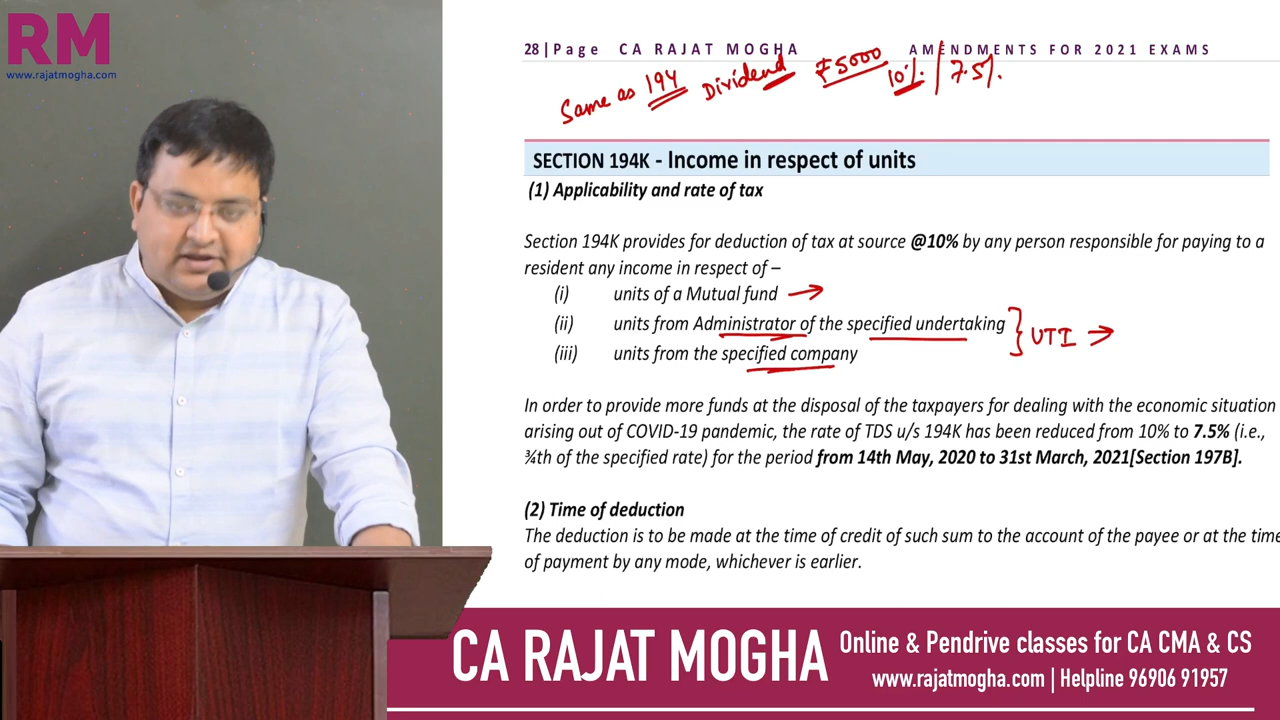 RM
www.rajatmogha.com
28|Page CA RAJAT MOGHA AMENDMENTS FOR 2021 EXAMS
Same as 194 Dividend ₹5000 10% / 7.5%.
SECTION 194K - Income in respect of units
(1) Applicability and rate of tax
Section 194K provides for deduction of tax at source @10% by any person responsible for paying to a
resident any income in respect of –
(i) units of a Mutual fund →
(ii) units from Administrator of the specified undertaking
} UTI →
(iii) units from the specified company
In order to provide more funds at the disposal of the taxpayers for dealing with the economic situation
arising out of COVID-19 pandemic, the rate of TDS u/s 194K has been reduced from 10% to 7.5% (i.e.,
¾th of the specified rate) for the period from 14th May, 2020 to 31st March, 2021[Section 197B].
(2) Time of deduction
The deduction is to be made at the time of credit of such sum to the account of the payee or at the time
of payment by any mode, whichever is earlier.
CA RAJAT MOGHA
Online & Pendrive classes for CA CMA & CS
www.rajatmogha.com | Helpline 96906 91957